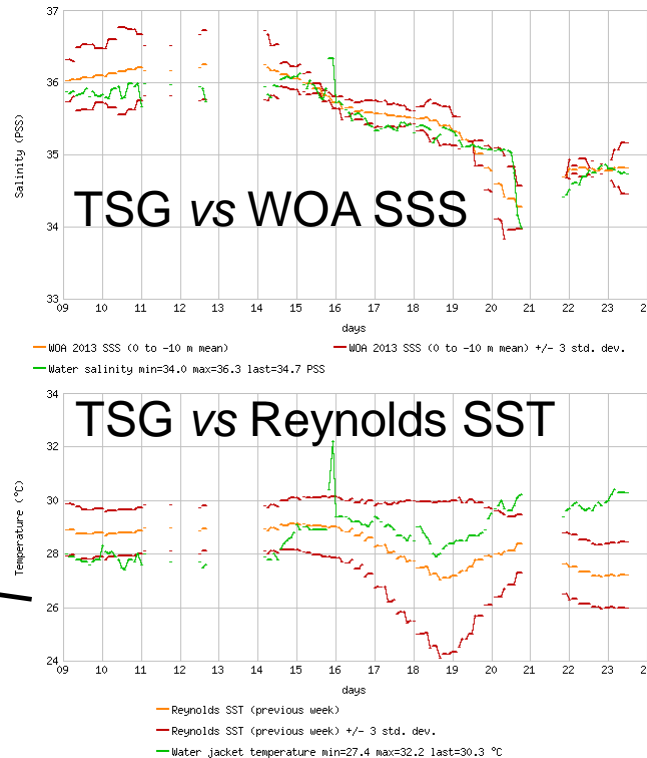 37
36
35
34
33
Salinity (PSS)
TSG vs WOA SSS
09 10 11 12 13 14 15 16 17 18 19 20 21 22 23 2
days
WOA 2013 SSS (0 to -10 m mean) WOA 2013 SSS (0 to -10 m mean) +/- 3 std. dev.
Water salinity min=34.0 max=36.3 last=34.7 PSS
34
32
30
28
26
24
Temperature (°C)
TSG vs Reynolds SST
09 10 11 12 13 14 15 16 17 18 19 20 21 22 23 2
days
Reynolds SST (previous week)
Reynolds SST (previous week) +/- 3 std. dev.
Water jacket temperature min=27.4 max=32.2 last=30.3 °C